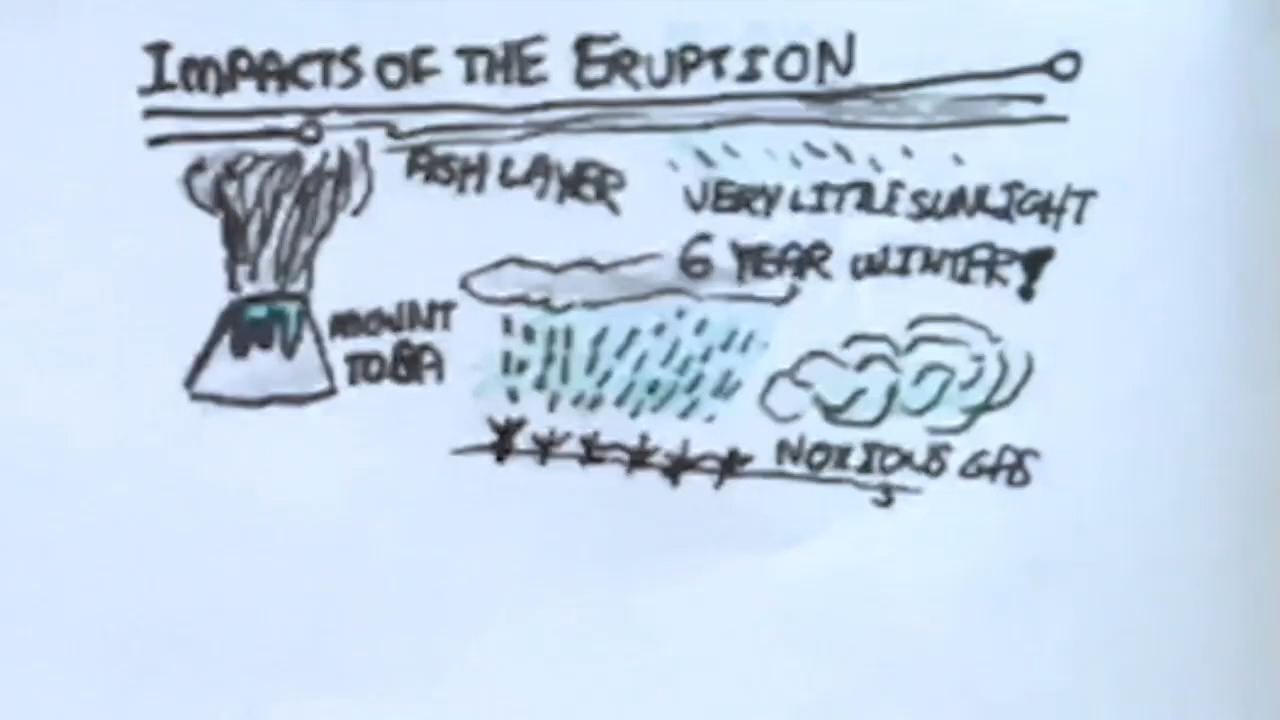 IMPACTS OF THE ERUPTION
ASH LAYER
VERY LITTLE SUNLIGHT
6 YEAR WINTER!
MOUNT
TOBA
NOXIOUS GAS